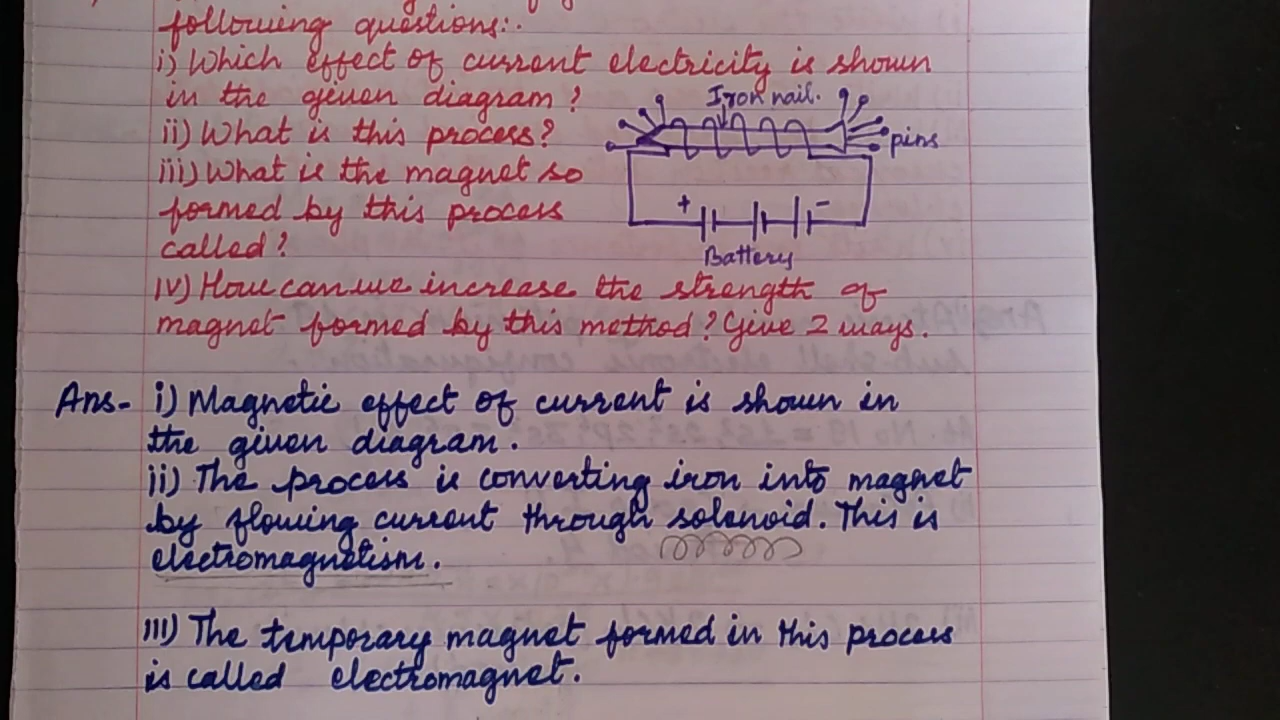 following questions:-
i) Which effect of current electricity is shown
in the given diagram?
Iron nail.
ii) What is this process?
pins
iii) What is the magnet so
formed by this process
+ -
called?
Battery
iv) How can we increase the strength of
magnet formed by this method? Give 2 ways.
Ans- i) Magnetic effect of current is shown in
the given diagram.
ii) The process is converting iron into magnet
by flowing current through solenoid. This is
electromagnetism.
III) The temporary magnet formed in this process
is called electromagnet.